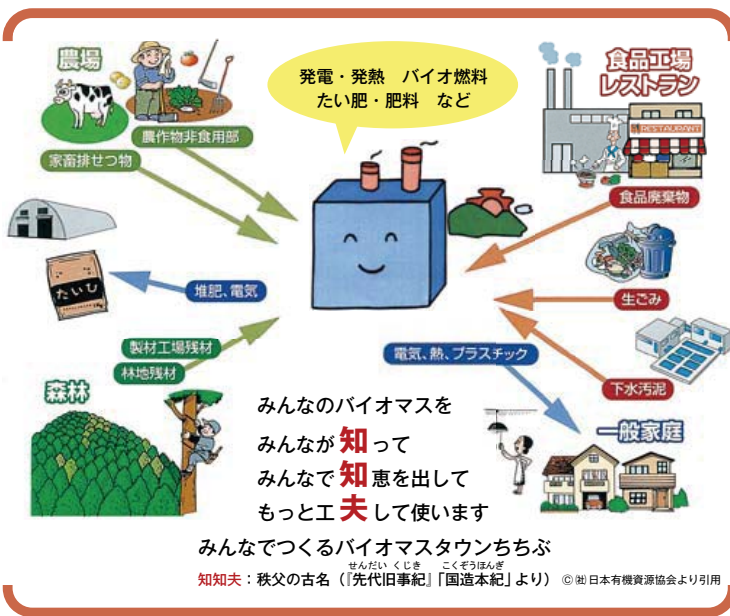 農場
発電・発熱 バイオ燃料
たい肥・肥料 など
食品工場
レストラン
RESTAURANT
農作物非食用部
家畜排せつ物
食品廃棄物
たいひ
堆肥、電気
生ごみ
製材工場残材
林地残材
電気、熱、プラスチック
下水汚泥
森林
一般家庭
みんなのバイオマスを
みんなが知って
みんなで知恵を出して
もっと工夫して使います
みんなでつくるバイオマスタウンちちぶ
せんだい くじき こくぞうほんぎ
知知夫：秩父の古名（『先代旧事紀』「国造本紀」より） ©㈳日本有機資源協会より引用